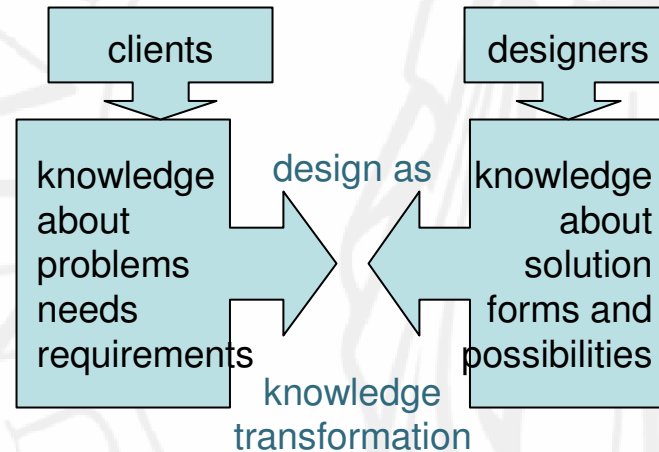 clients
knowledge
about
problems
needs
requirements
design as
knowledge
transformation
designers
knowledge
about
solution
forms and
possibilities